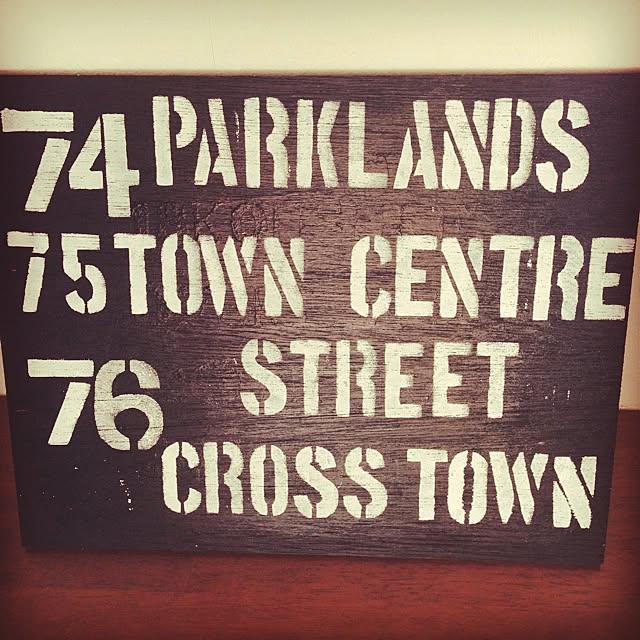 74 PARKLANDS
75 TOWN CENTRE
76 STREET
CROSS TOWN